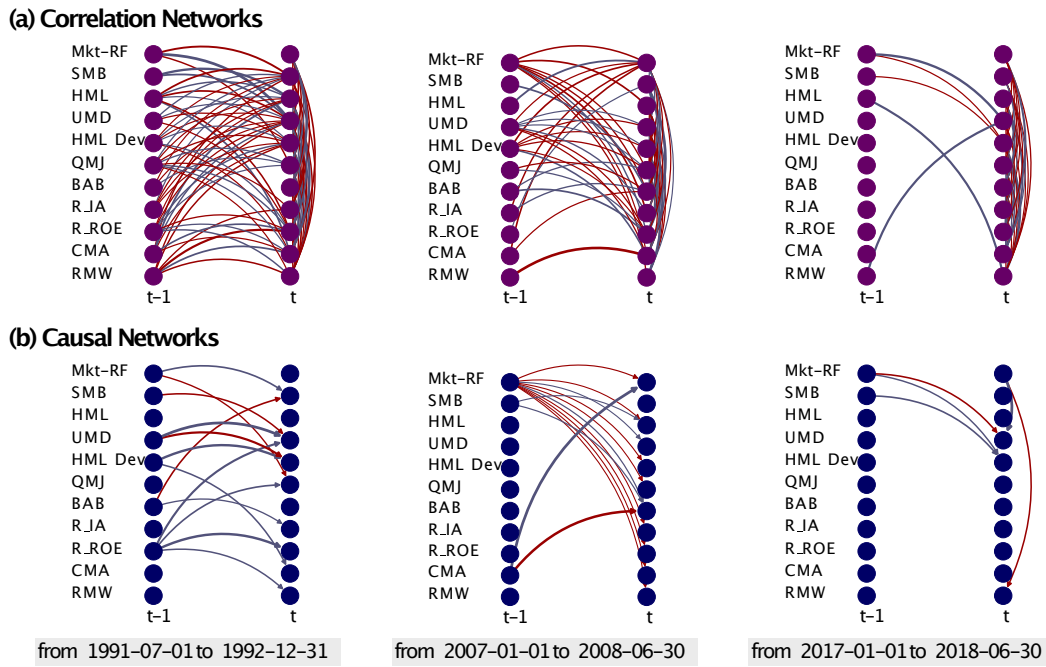 (a) Correlation Networks
Mkt-RF
SMB
HML
UMD
HML Dev
QMJ
BAB
R_IA
R_ROE
CMA
RMW
t-1 t
Mkt-RF
SMB
HML
UMD
HML Dev
QMJ
BAB
R_IA
R_ROE
CMA
RMW
t-1 t
Mkt-RF
SMB
HML
UMD
HML Dev
QMJ
BAB
R_IA
R_ROE
CMA
RMW
t-1 t
(b) Causal Networks
Mkt-RF
SMB
HML
UMD
HML Dev
QMJ
BAB
R_IA
R_ROE
CMA
RMW
t-1 t
from 1991-07-01 to 1992-12-31
Mkt-RF
SMB
HML
UMD
HML Dev
QMJ
BAB
R_IA
R_ROE
CMA
RMW
t-1 t
from 2007-01-01 to 2008-06-30
Mkt-RF
SMB
HML
UMD
HML Dev
QMJ
BAB
R_IA
R_ROE
CMA
RMW
t-1 t
from 2017-01-01 to 2018-06-30